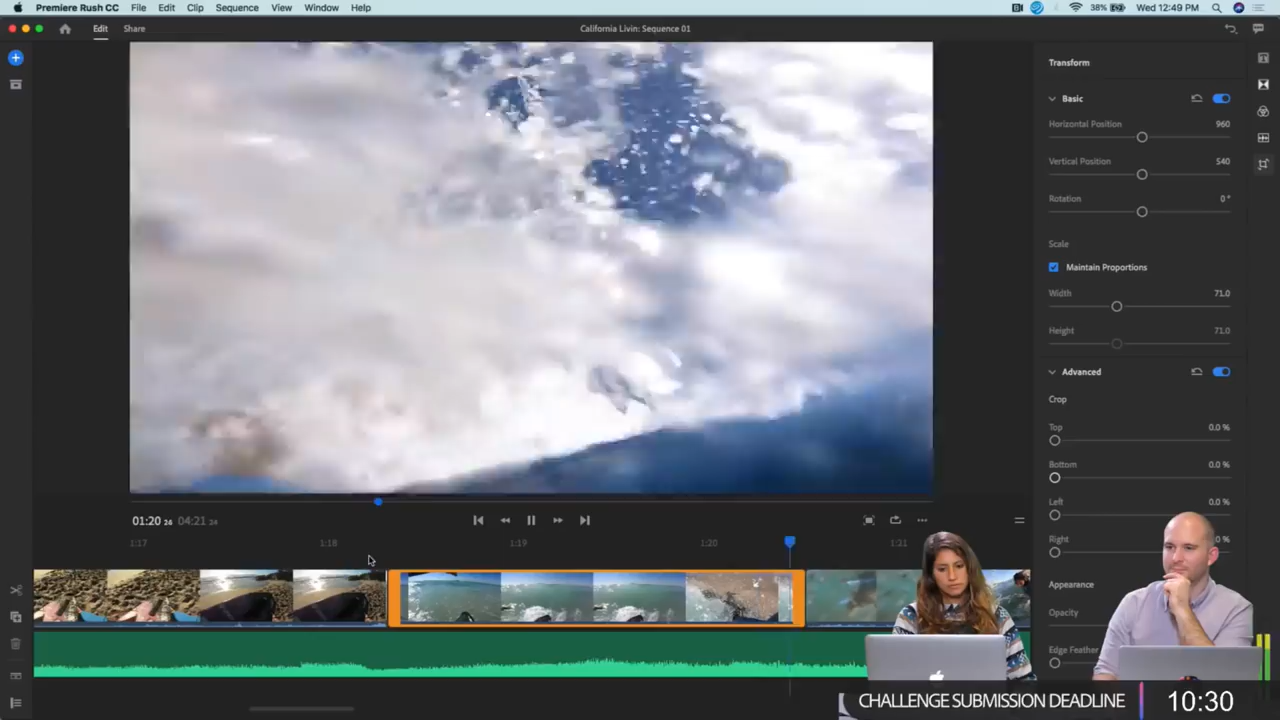 Premiere Rush CC File Edit Clip Sequence View Window Help 38% Wed 12:49 PM
Edit Share California Livin: Sequence 01
Transform
Basic
Horizontal Position 960
Vertical Position 540
Rotation 0°
Scale
Maintain Proportions
Width 71.0
Height 71.0
Advanced
Crop
Top 0.0 %
Bottom 0.0 %
Left 0.0 %
Right 0 %
Appearance
Opacity
Edge Feather
01:20 24 04:21 24
1:17 1:18 1:19 1:20 1:21
CHALLENGE SUBMISSION DEADLINE 10:30